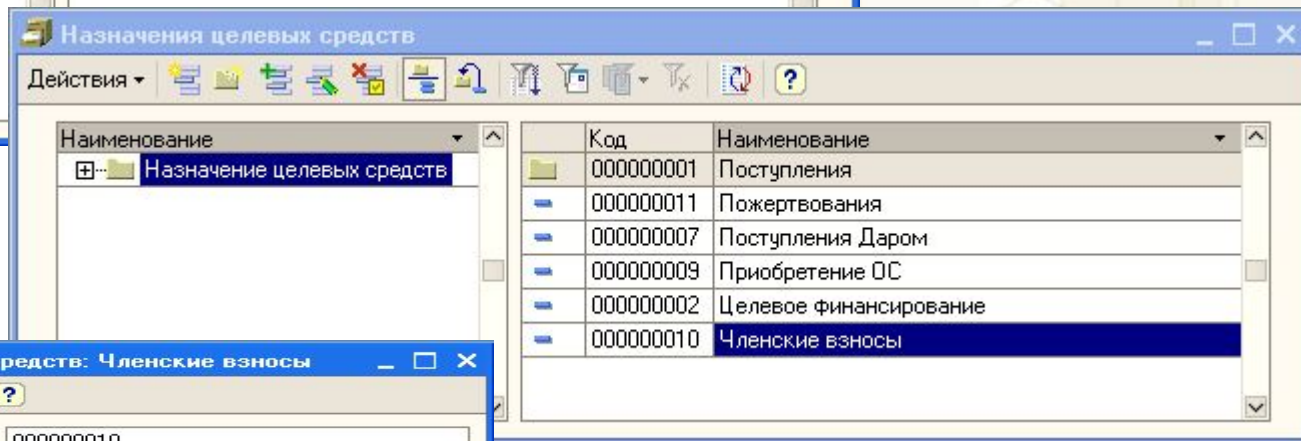 Назначения целевых средств
Действия
Наименование
Назначение целевых средств
Код Наименование
000000001 Поступления
000000011 Пожертвования
000000007 Поступления Даром
000000009 Приобретение ОС
000000002 Целевое финансирование
000000010 Членские взносы
редств: Членские взносы
?
000000010